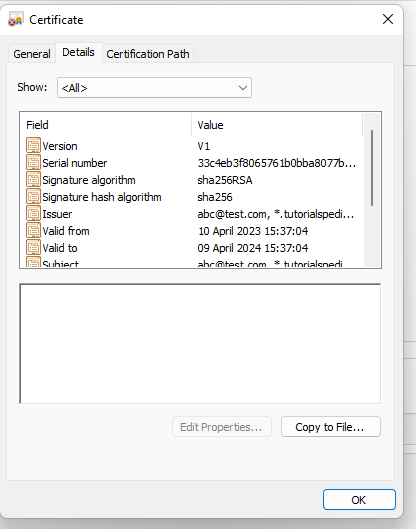 Certificate
General Details Certification Path
Show: <All>
Field Value
Version V1
Serial number 33c4eb3f8065761b0bba8077b...
Signature algorithm sha256RSA
Signature hash algorithm sha256
Issuer abc@test.com, *.tutorialspedi...
Valid from 10 April 2023 15:37:04
Valid to 09 April 2024 15:37:04
Subject abc@test.com, *.tutorialspedi...
Edit Properties...
Copy to File...
OK